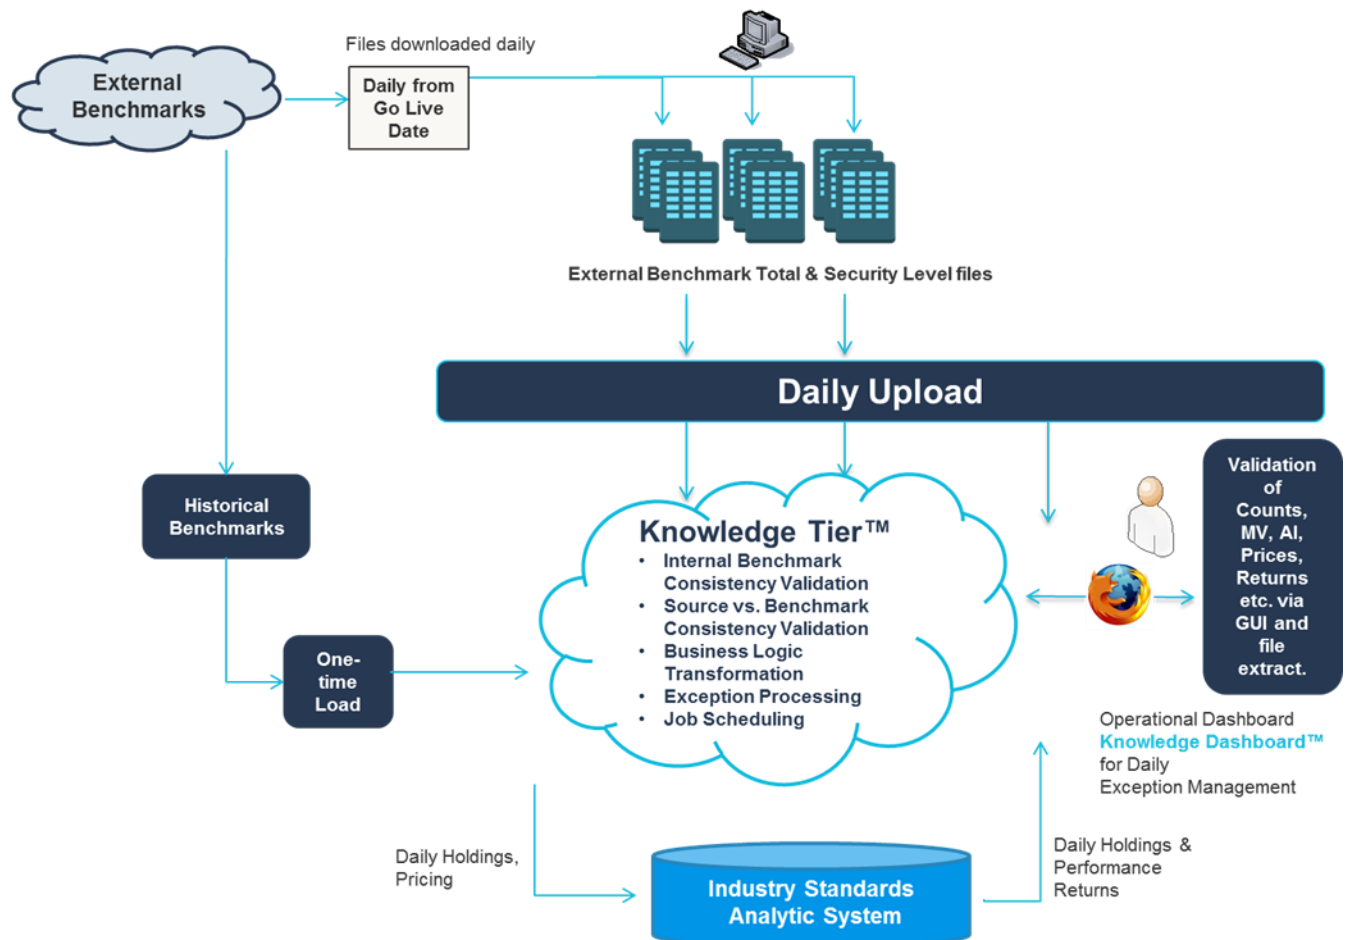 Files downloaded daily
External
Benchmarks
Daily from
Go Live
Date
External Benchmark Total & Security Level files
Daily Upload
Historical
Benchmarks
One-
time
Load
Knowledge Tier™
• Internal Benchmark
Consistency Validation
• Source vs. Benchmark
Consistency Validation
• Business Logic
Transformation
• Exception Processing
• Job Scheduling
Validation
of
Counts,
MV, AI,
Prices,
Returns
etc. via
GUI and
file
extract.
Operational Dashboard
Knowledge Dashboard™
for Daily
Exception Management
Daily Holdings,
Pricing
Industry Standards
Analytic System
Daily Holdings &
Performance
Returns